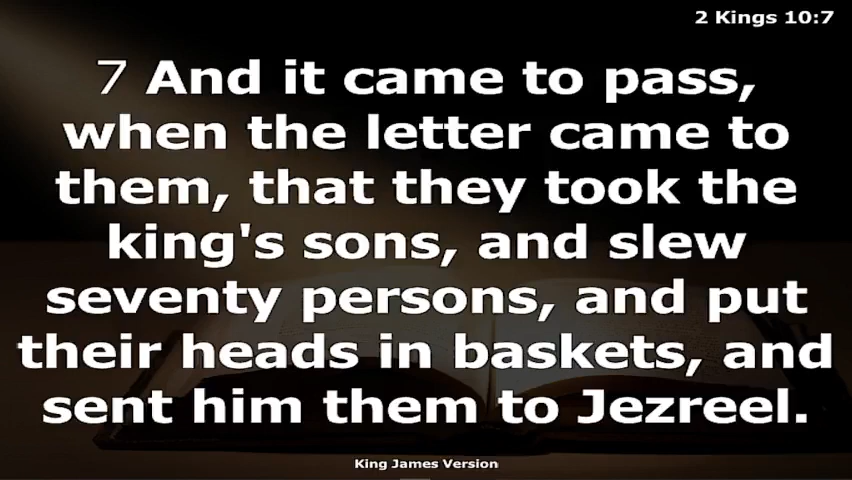 2 Kings 10:7
7 And it came to pass,
when the letter came to
them, that they took the
king's sons, and slew
seventy persons, and put
their heads in baskets, and
sent him them to Jezreel.
King James Version